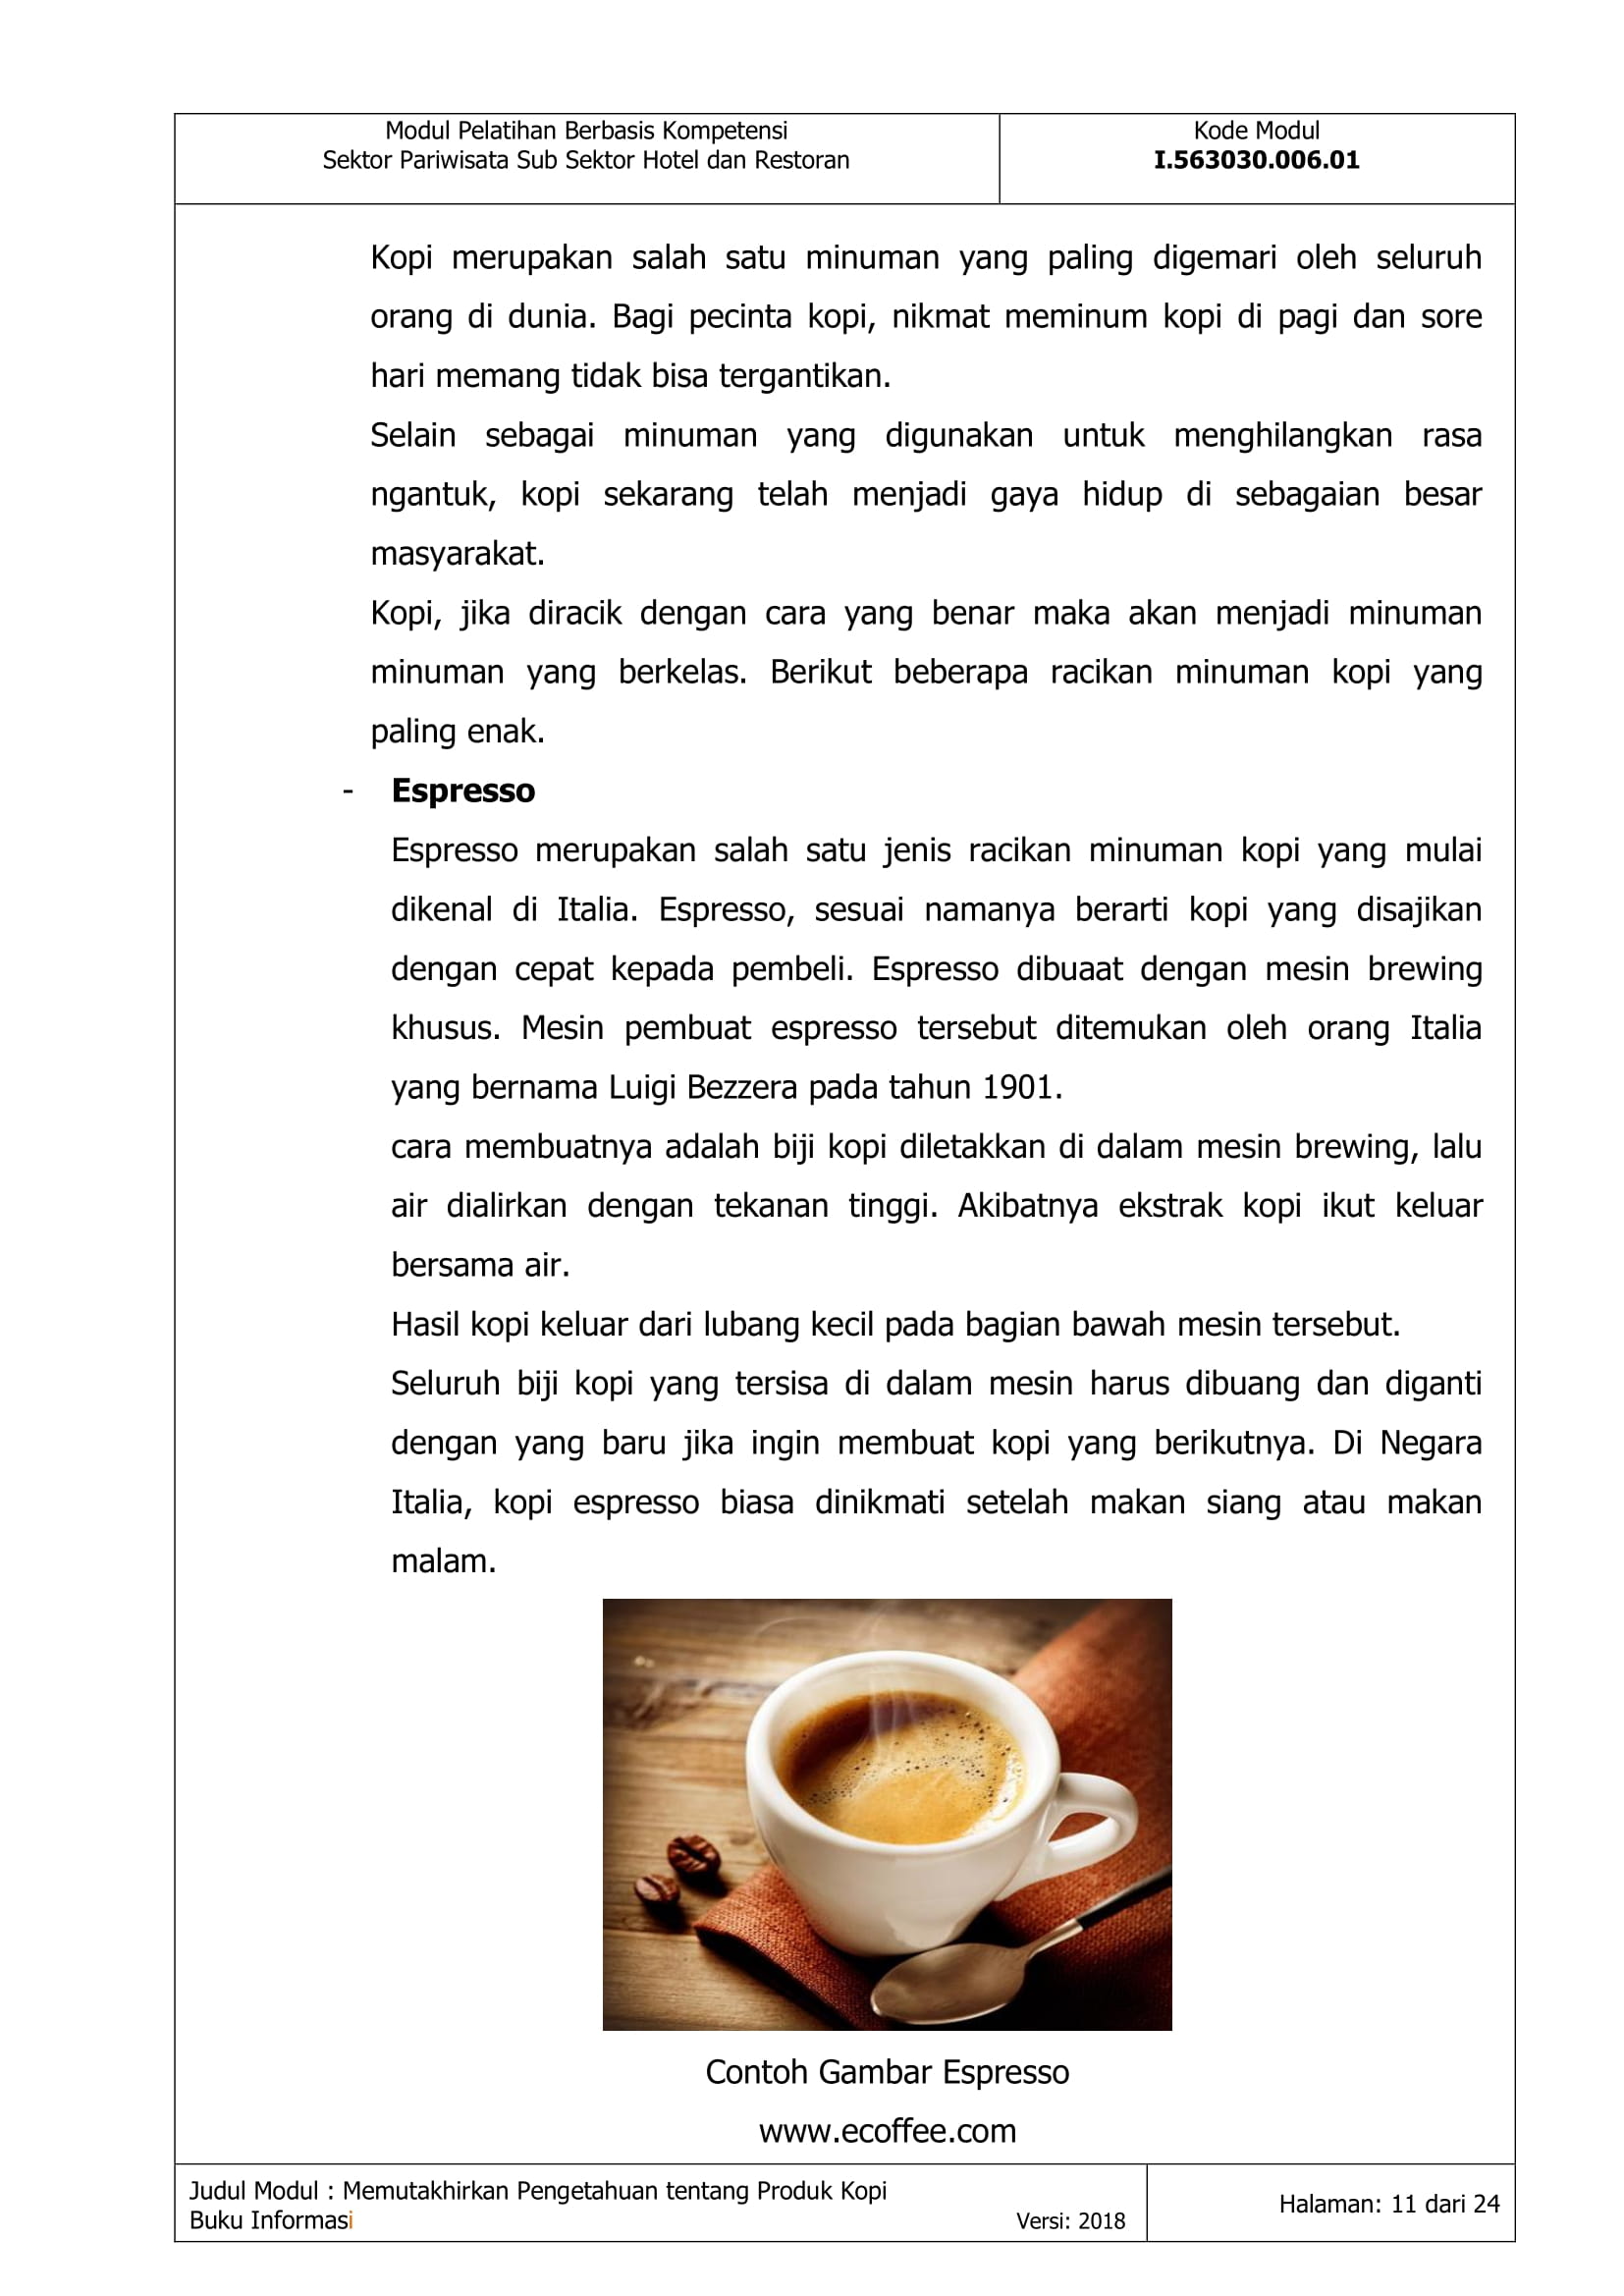 Modul Pelatihan Berbasis Kompetensi
Sektor Pariwisata Sub Sektor Hotel dan Restoran
Kode Modul
I.563030.006.01
Kopi merupakan salah satu minuman yang paling digemari oleh seluruh
orang di dunia. Bagi pecinta kopi, nikmat meminum kopi di pagi dan sore
hari memang tidak bisa tergantikan.
Selain sebagai minuman yang digunakan untuk menghilangkan rasa
ngantuk, kopi sekarang telah menjadi gaya hidup di sebagaian besar
masyarakat.
Kopi, jika diracik dengan cara yang benar maka akan menjadi minuman
minuman yang berkelas. Berikut beberapa racikan minuman kopi yang
paling enak.
- Espresso
Espresso merupakan salah satu jenis racikan minuman kopi yang mulai
dikenal di Italia. Espresso, sesuai namanya berarti kopi yang disajikan
dengan cepat kepada pembeli. Espresso dibuaat dengan mesin brewing
khusus. Mesin pembuat espresso tersebut ditemukan oleh orang Italia
yang bernama Luigi Bezzera pada tahun 1901.
cara membuatnya adalah biji kopi diletakkan di dalam mesin brewing, lalu
air dialirkan dengan tekanan tinggi. Akibatnya ekstrak kopi ikut keluar
bersama air.
Hasil kopi keluar dari lubang kecil pada bagian bawah mesin tersebut.
Seluruh biji kopi yang tersisa di dalam mesin harus dibuang dan diganti
dengan yang baru jika ingin membuat kopi yang berikutnya. Di Negara
Italia, kopi espresso biasa dinikmati setelah makan siang atau makan
malam.
Contoh Gambar Espresso
www.ecoffee.com
Judul Modul : Memutakhirkan Pengetahuan tentang Produk Kopi
Buku Informasi
Versi: 2018
Halaman: 11 dari 24